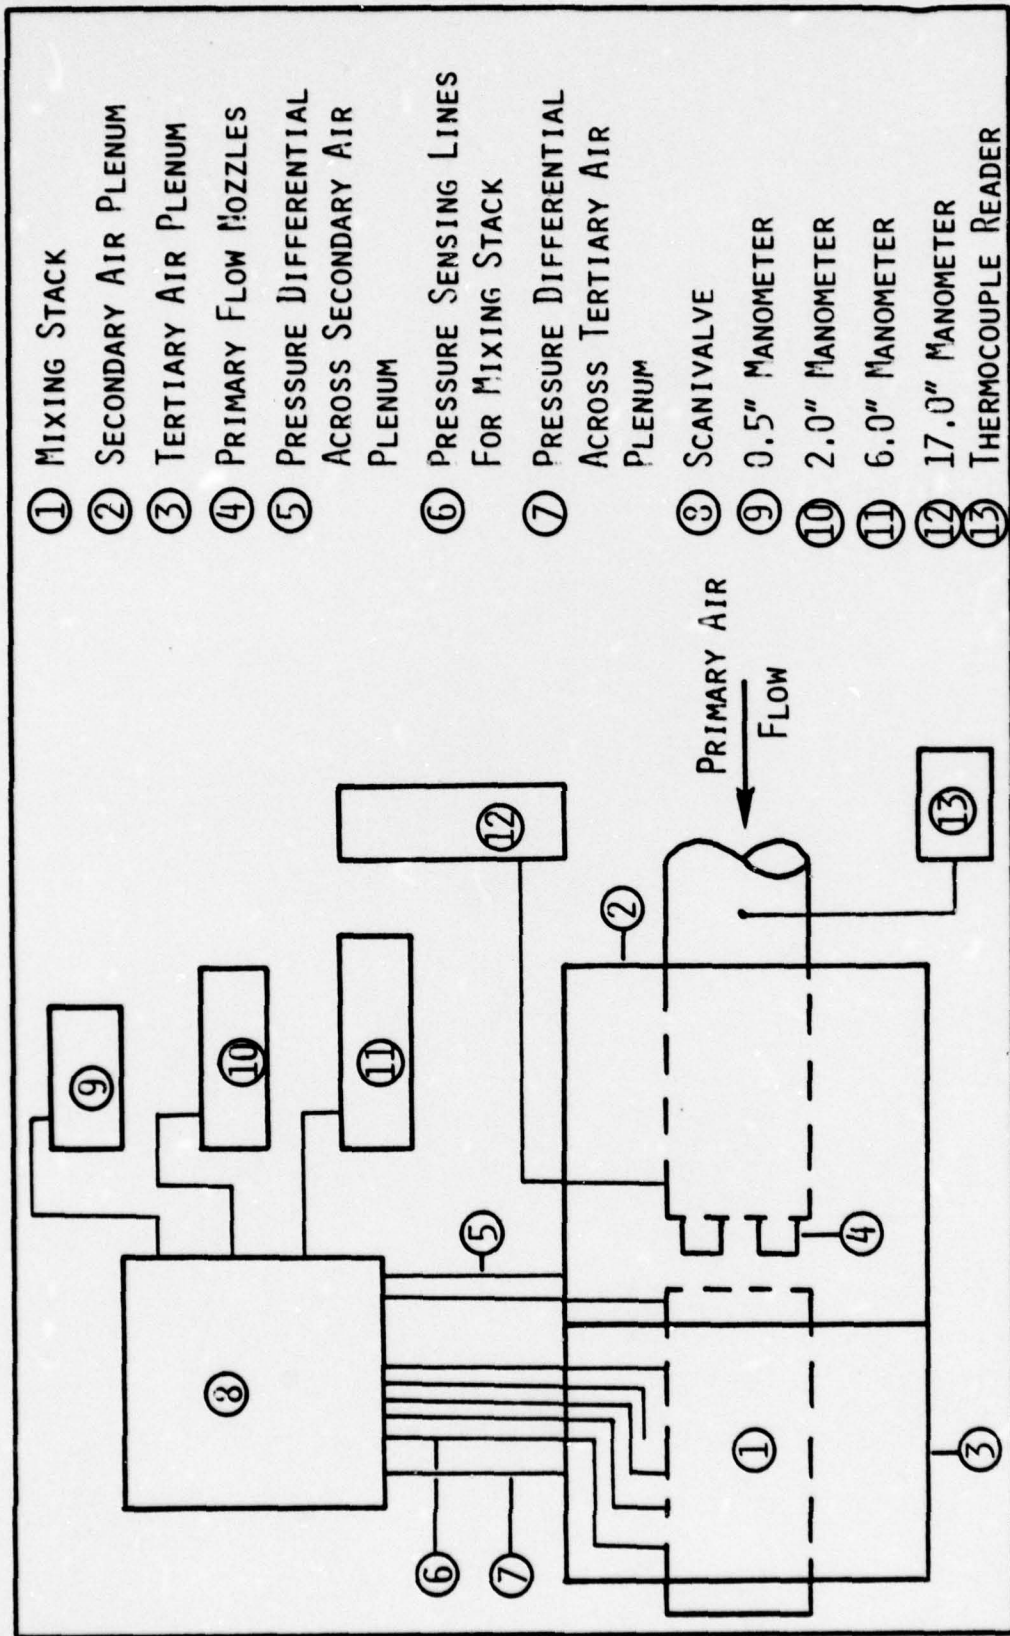 ① MIXING STACK
② SECONDARY AIR PLENUM
③ TERTIARY AIR PLENUM
④ PRIMARY FLOW NOZZLES
⑤ PRESSURE DIFFERENTIAL
ACROSS SECONDARY AIR
PLENUM
⑥ PRESSURE SENSING LINES
FOR MIXING STACK
⑦ PRESSURE DIFFERENTIAL
ACROSS TERTIARY AIR
PLENUM
⑧ SCANIVALVE
⑨ 0.5" MANOMETER
⑩ 2.0" MANOMETER
⑪ 6.0" MANOMETER
⑫ 17.0" MANOMETER
⑬ THERMOCOUPLE READER
⑨
⑩
⑪
⑧
⑫
⑥
⑦
⑤
②
PRIMARY AIR
FLOW
①
④
③
⑬